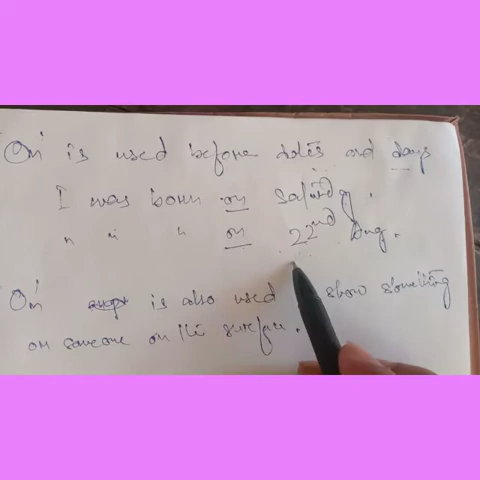 'On' is used before dates and days
I was born on Saturday.
" " " on 22nd Aug.
'On' is also used show something
or someone on the surface.